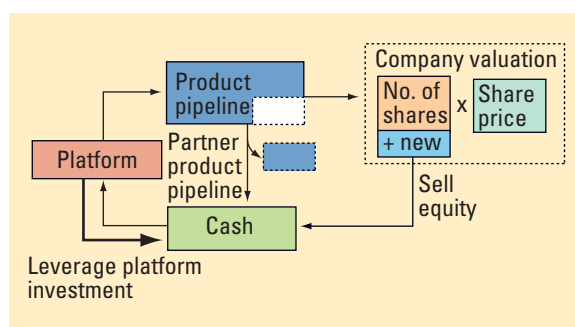 Company valuation
Product
pipeline
No. of
shares
x
Share
price
+ new
Platform
Partner
product
pipeline
Sell
equity
Cash
Leverage platform
investment